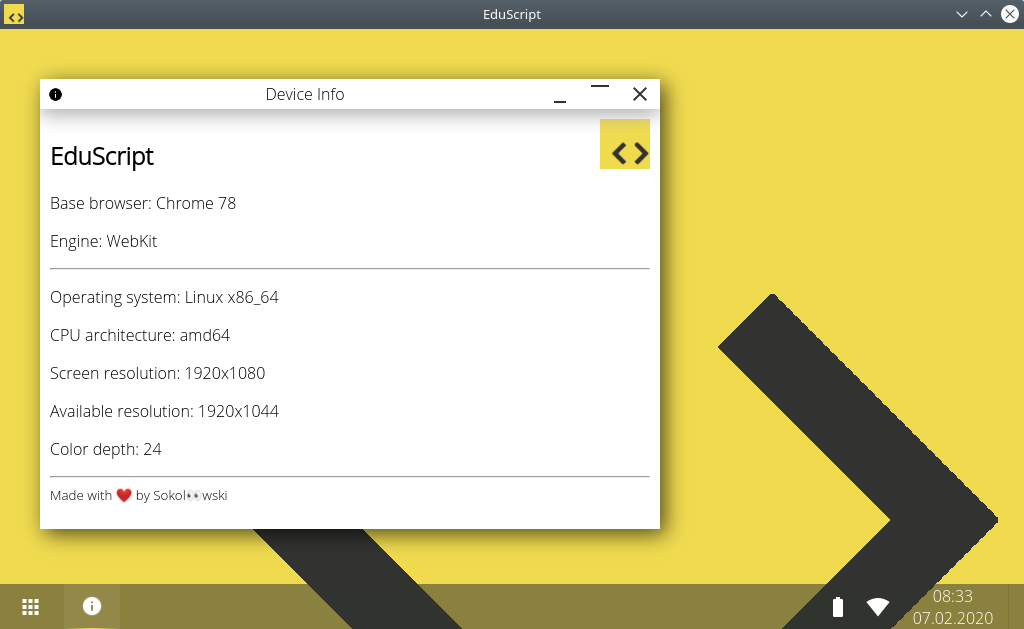 EduScript
Device Info
EduScript
Base browser: Chrome 78
Engine: WebKit
Operating system: Linux x86_64
CPU architecture: amd64
Screen resolution: 1920x1080
Available resolution: 1920x1044
Color depth: 24
Made with ❤️ by Sokol👀wski
08:33
07.02.2020